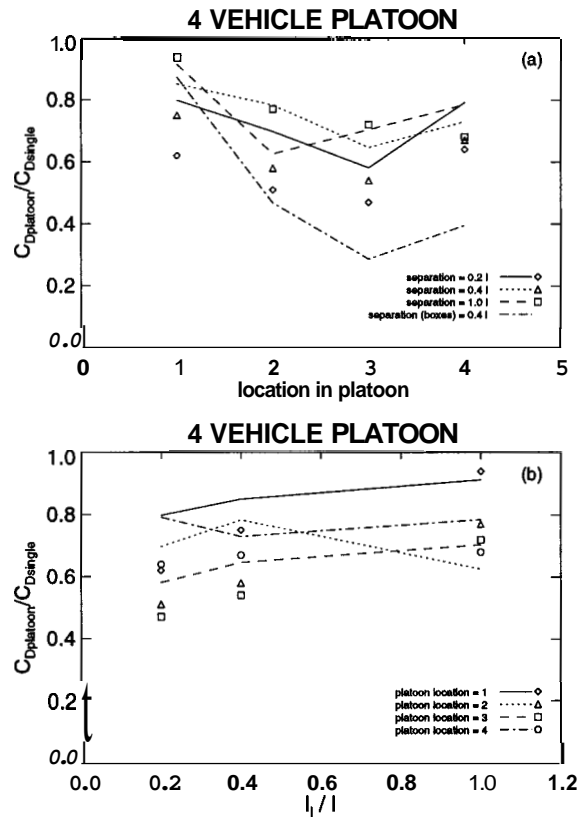 4 VEHICLE PLATOON
(a)
1.0
0.8
0.6
0.4
0.2
0.0
C_Dplatoon/C_Dsingle
separation = 0.2 l
separation = 0.4 l
separation = 1.0 l
separation (boxes) = 0.4 l
0 1 2 3 4 5
location in platoon
4 VEHICLE PLATOON
(b)
1.0
0.8
0.6
0.4
0.2
0.0
C_Dplatoon/C_Dsingle
platoon location = 1
platoon location = 2
platoon location = 3
platoon location = 4
0.0 0.2 0.4 0.6 0.8 1.0 1.2
l_l / l